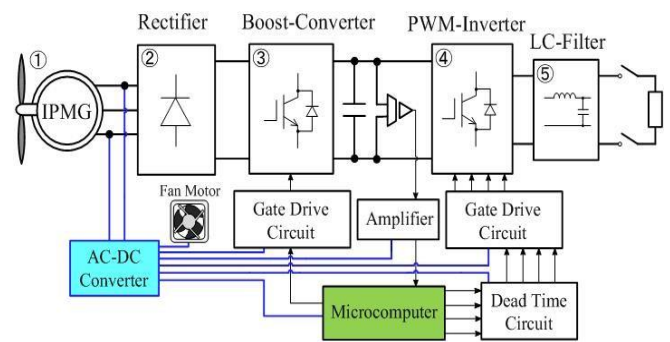 Rectifier
Boost-Converter
PWM-Inverter
LC-Filter
①
②
③
④
⑤
IPMG
Fan Motor
Gate Drive
Circuit
Amplifier
Gate Drive
Circuit
AC-DC
Converter
Microcomputer
Dead Time
Circuit